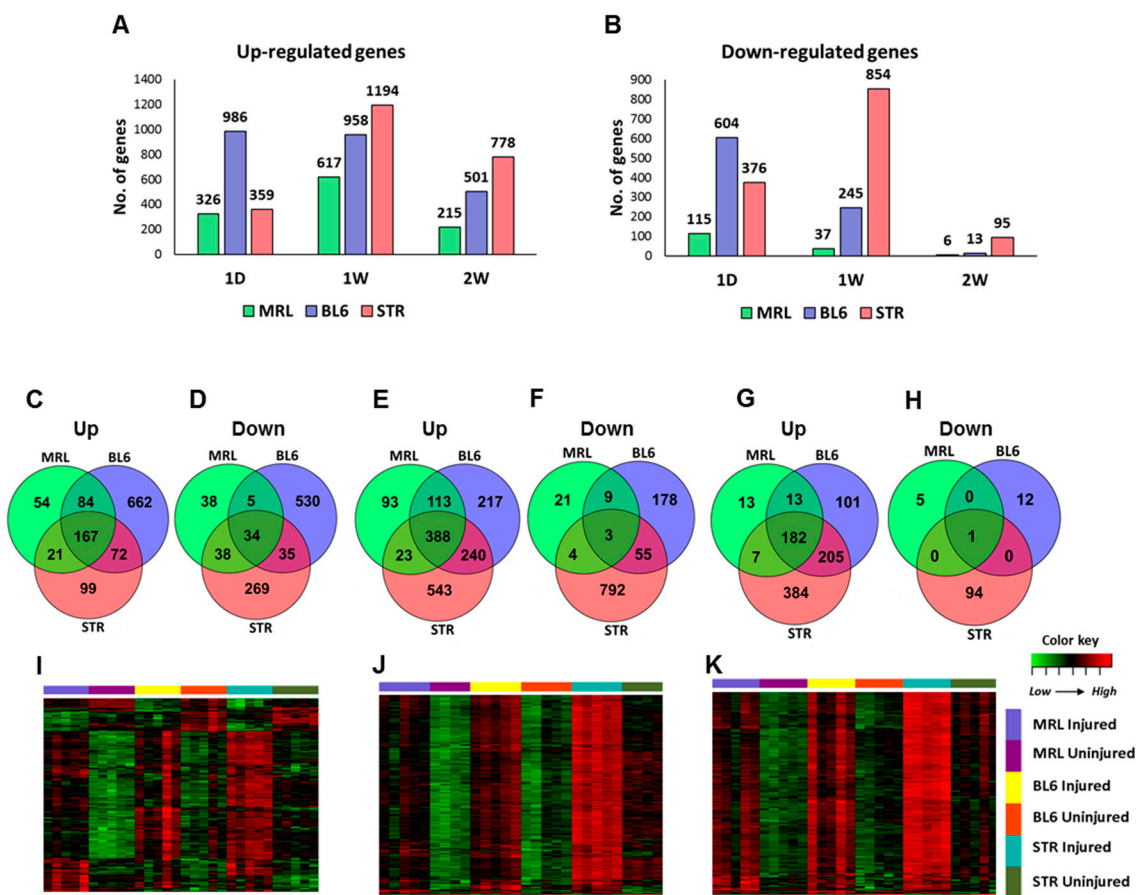 A
Up-regulated genes
No. of genes
1400
1200
1000
800
600
400
200
0
326
986
359
617
958
1194
215
501
778
1D
1W
2W
MRL
BL6
STR
B
Down-regulated genes
No. of genes
900
800
700
600
500
400
300
200
100
0
115
604
376
37
245
854
6
13
95
1D
1W
2W
MRL
BL6
STR
C
Up
MRL
BL6
54
84
662
167
21
72
99
STR
D
Down
MRL
BL6
38
5
530
34
38
35
269
STR
E
Up
MRL
BL6
93
113
217
388
23
240
543
STR
F
Down
MRL
BL6
21
9
178
3
4
55
792
STR
G
Up
MRL
BL6
13
13
101
182
7
205
384
STR
H
Down
MRL
BL6
5
0
12
1
0
0
94
STR
I
J
K
Color key
Low → High
MRL Injured
MRL Uninjured
BL6 Injured
BL6 Uninjured
STR Injured
STR Uninjured